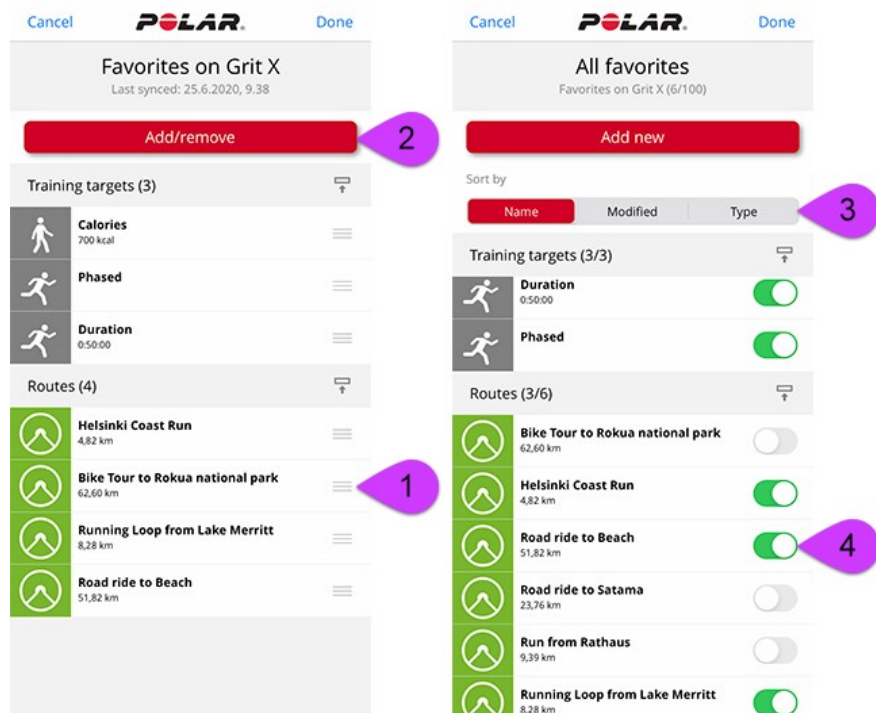 Cancel
POLAR.
Done
Favorites on Grit X
Last synced: 25.6.2020, 9.38
Add/remove
2
Training targets (3)
Calories
700 kcal
Phased
Duration
0:50:00
Routes (4)
Helsinki Coast Run
4,82 km
Bike Tour to Rokua national park
62,60 km
1
Running Loop from Lake Merritt
8,28 km
Road ride to Beach
51,82 km
Cancel
POLAR.
Done
All favorites
Favorites on Grit X (6/100)
Add new
Sort by
Name
Modified
Type
3
Training targets (3/3)
Duration
0:50:00
Phased
Routes (3/6)
Bike Tour to Rokua national park
62,60 km
Helsinki Coast Run
4,82 km
Road ride to Beach
51,82 km
4
Road ride to Satama
23,76 km
Run from Rathaus
9,39 km
Running Loop from Lake Merritt
8,28 km